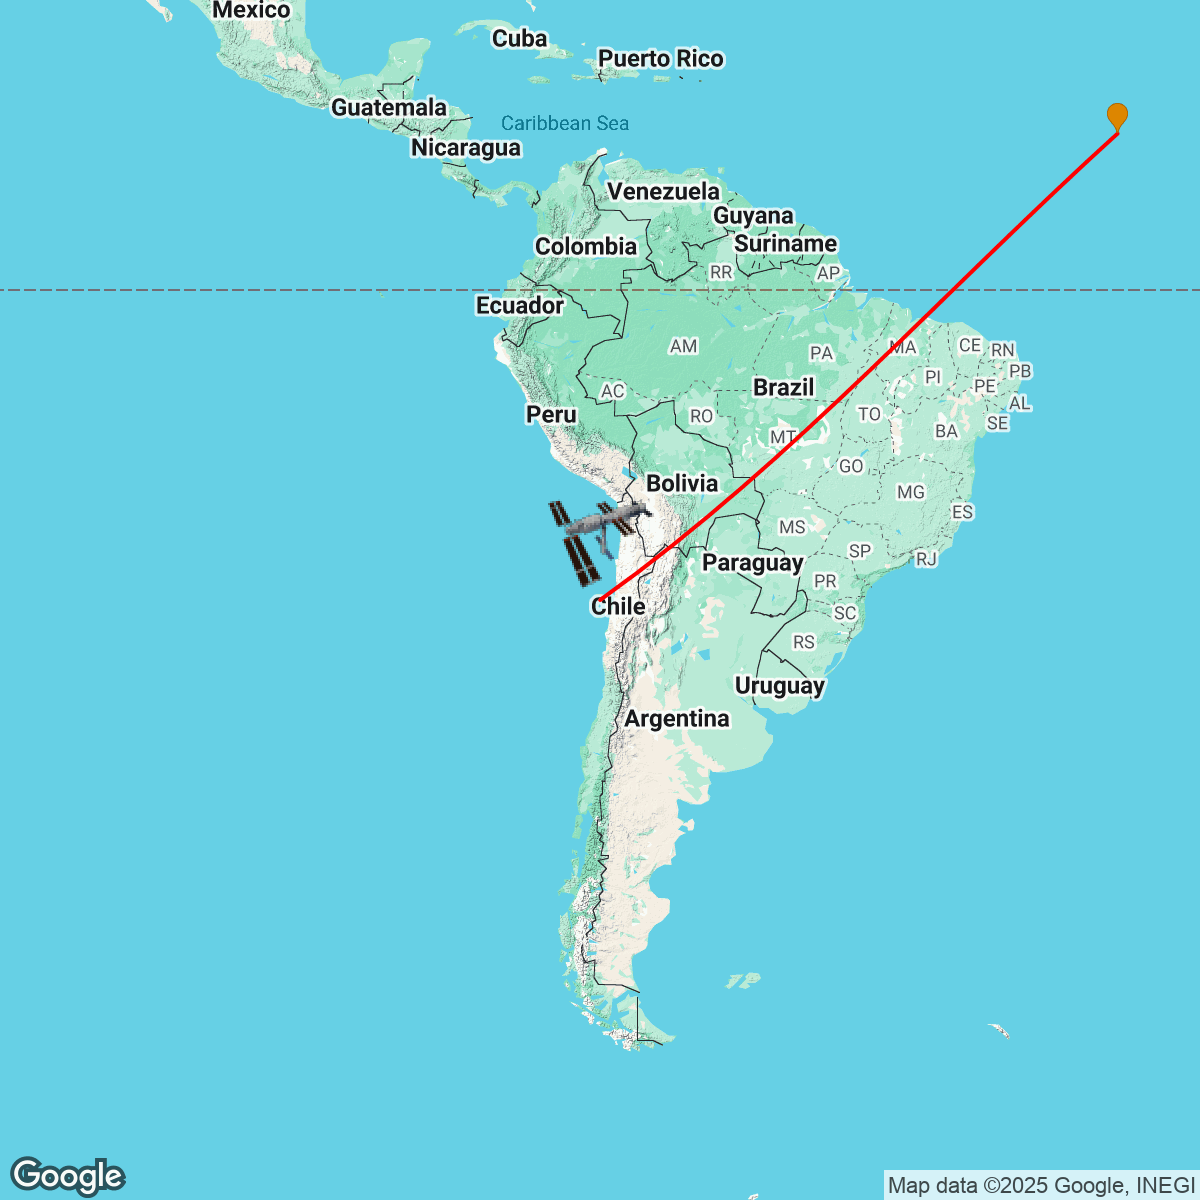 Mexico
Cuba
Puerto Rico
Guatemala
Caribbean Sea
Nicaragua
Venezuela
Guyana
Colombia
Suriname
RR
AP
Ecuador
AM
MA
CE
RN
PA
PI
PB
Brazil
PE
AC
AL
Peru
RO
TO
SE
MT
BA
GO
Bolivia
MG
ES
MS
SP
RJ
Paraguay
PR
Chile
SC
RS
Uruguay
Argentina
Google
Map data ©2025 Google, INEGI